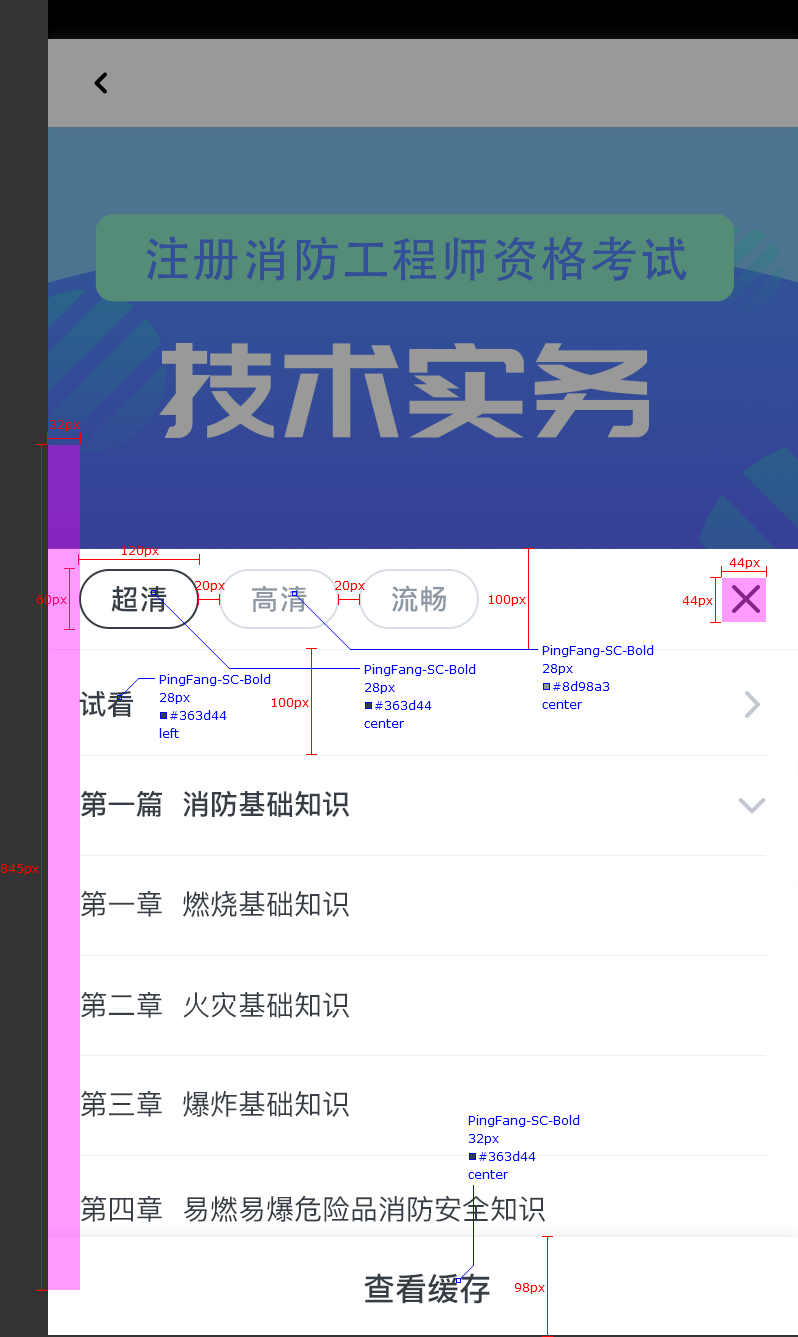 注册消防工程师资格考试
技术实务
22px
120px
44px
60px
超清
20px
高清
20px
流畅
100px
44px
试看
PingFang-SC-Bold
28px
#363d44
left
100px
PingFang-SC-Bold
28px
#363d44
center
PingFang-SC-Bold
28px
#8d98a3
center
第一篇 消防基础知识
845px
第一章 燃烧基础知识
第二章 火灾基础知识
第三章 爆炸基础知识
PingFang-SC-Bold
32px
#363d44
center
第四章 易燃易爆危险品消防安全知识
查看缓存
98px